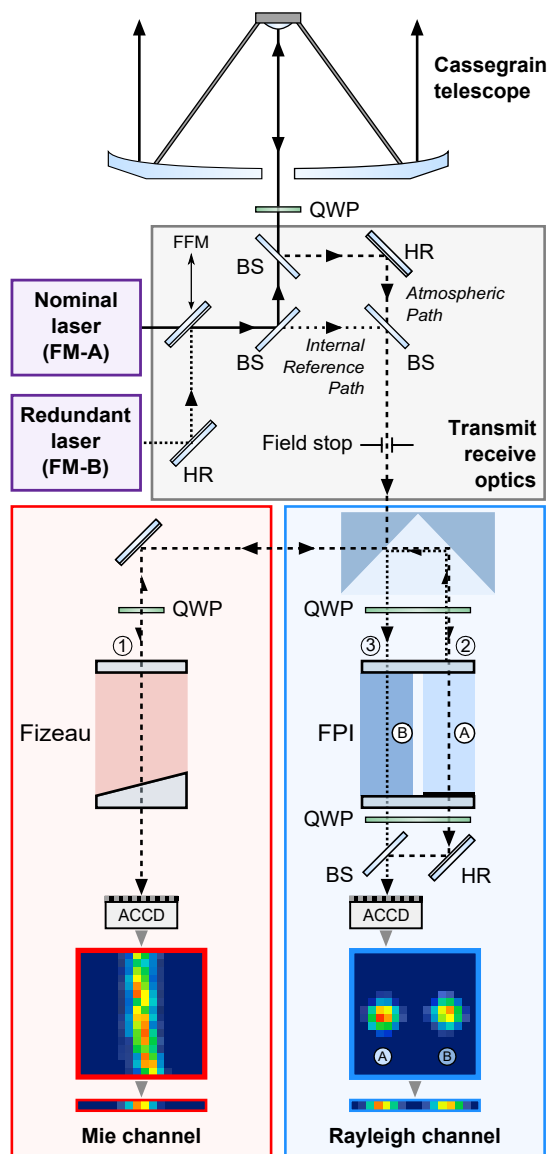 Cassegrain
telescope
QWP
FFM
BS
HR
Nominal
laser
(FM-A)
Atmospheric
Path
BS
Internal
Reference
Path
BS
Redundant
laser
(FM-B)
HR
Field stop
Transmit
receive
optics
QWP
QWP
①
③
②
Fizeau
FPI
B
A
QWP
BS
HR
ACCD
ACCD
A
B
Mie channel
Rayleigh channel